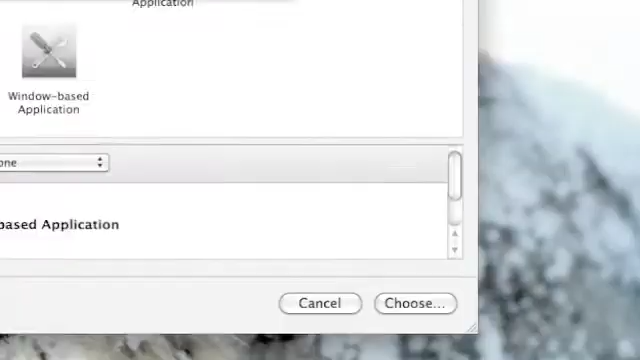 Application
Window-based
Application
one
based Application
Cancel
Choose...